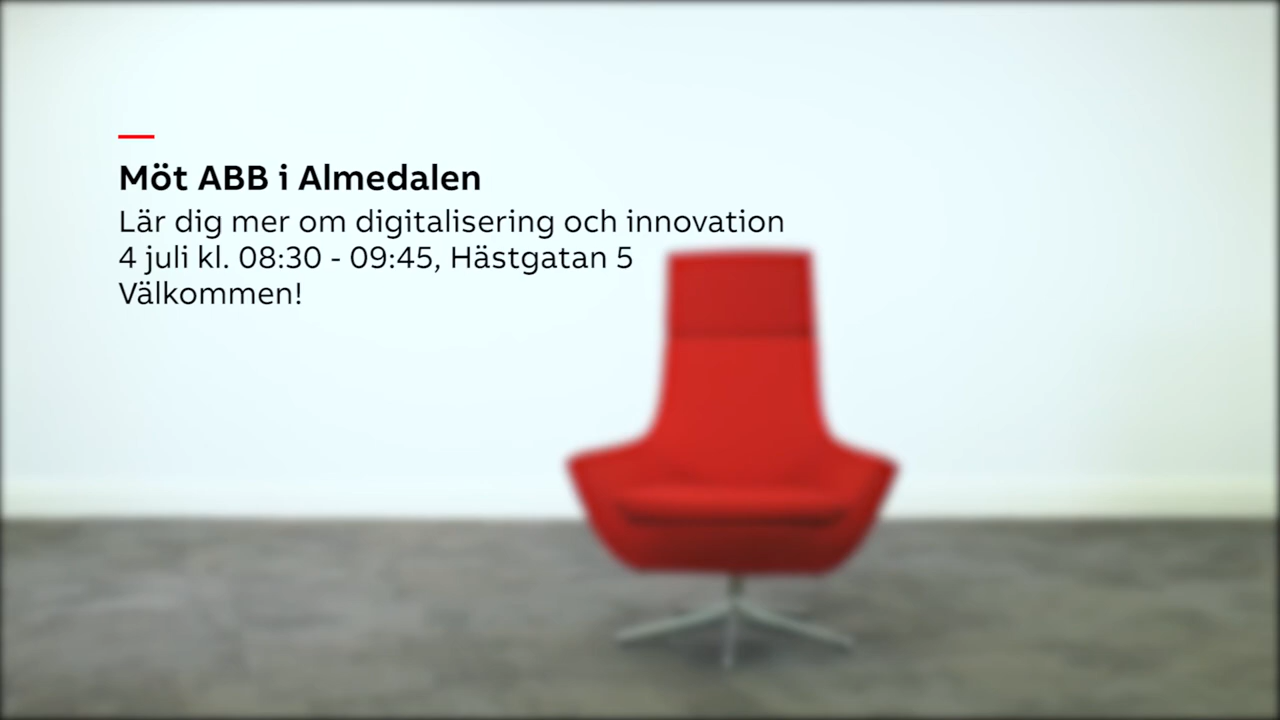 Möt ABB i Almedalen
Lär dig mer om digitalisering och innovation
4 juli kl. 08:30 - 09:45, Hästgatan 5
Välkommen!